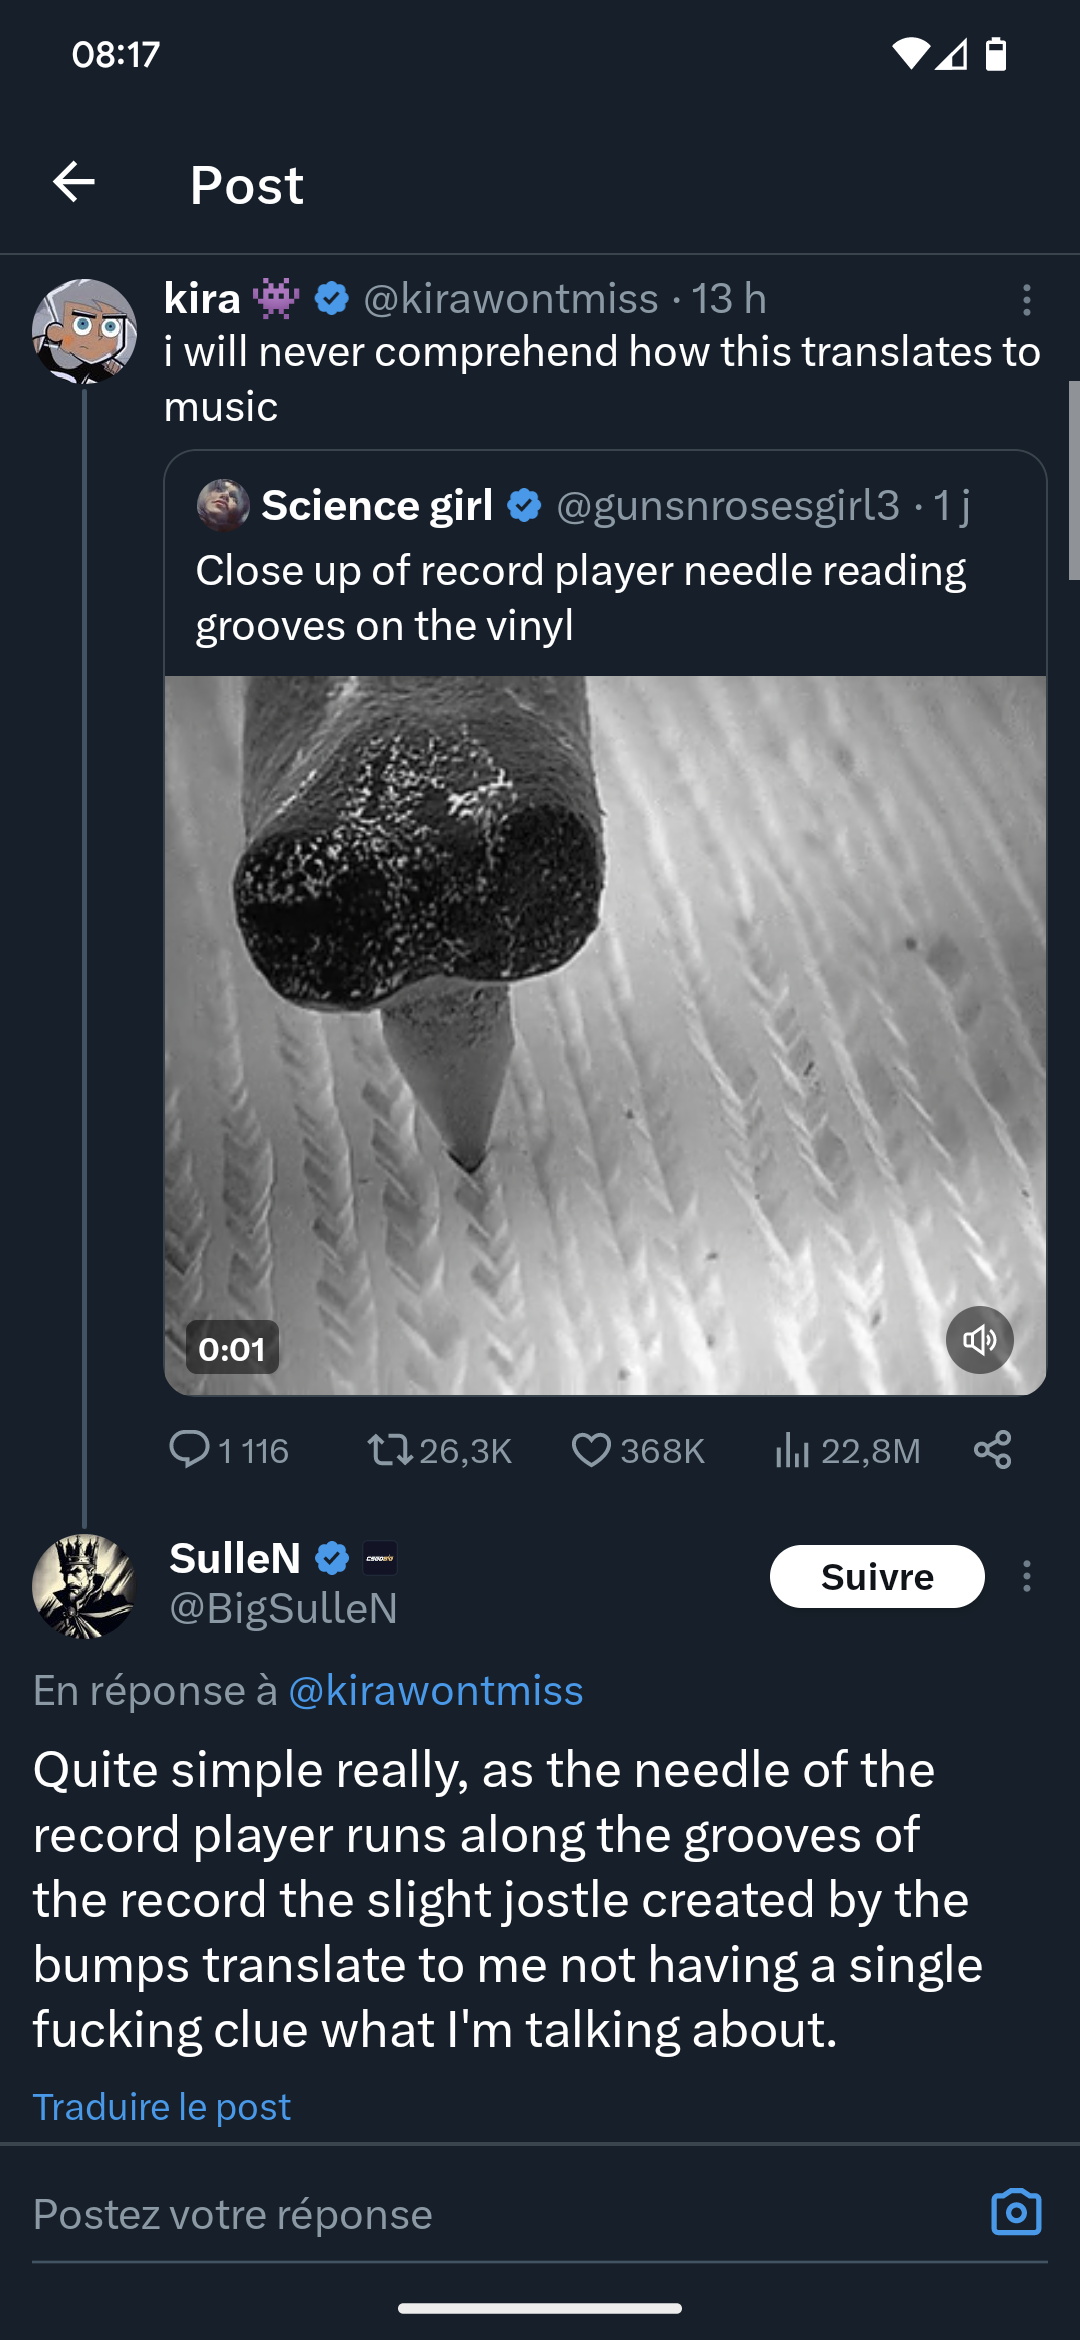 08:17
Post
kira 👾 @kirawontmiss · 13 h
i will never comprehend how this translates to
music
Science girl @gunsnrosesgirl3 · 1 j
Close up of record player needle reading
grooves on the vinyl
0:01
1 116 26,3K 368K 22,8M
SulleN
@BigSulleN
Suivre
En réponse à @kirawontmiss
Quite simple really, as the needle of the
record player runs along the grooves of
the record the slight jostle created by the
bumps translate to me not having a single
fucking clue what I'm talking about.
Traduire le post
Postez votre réponse